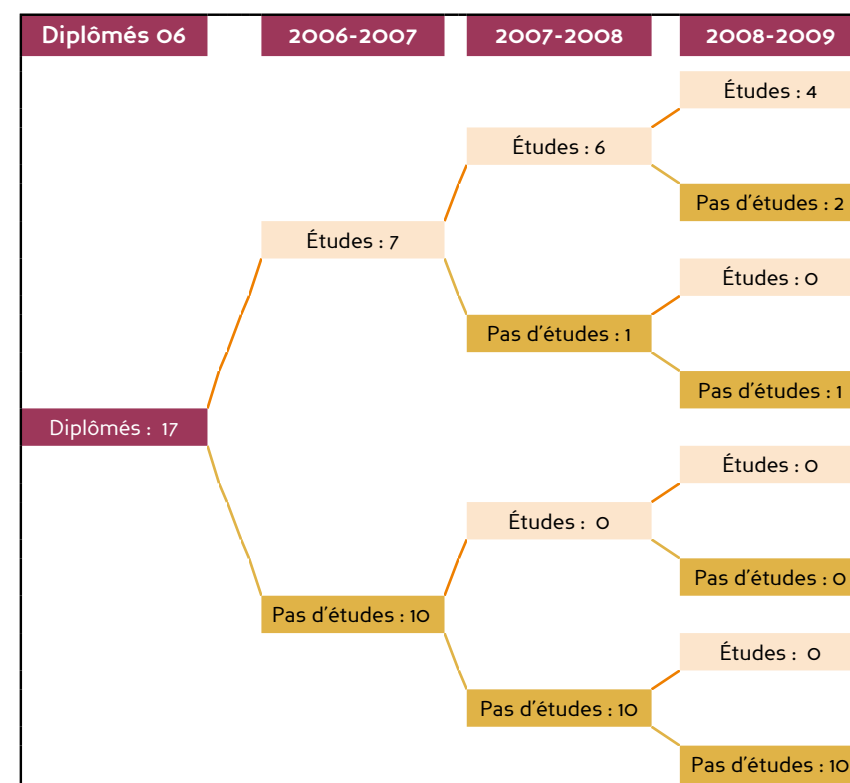 Diplômés 06 2006-2007 2007-2008 2008-2009
Études : 4
Études : 6
Pas d'études : 2
Études : 7
Études : 0
Pas d'études : 1
Pas d'études : 1
Diplômés : 17
Études : 0
Études : 0
Pas d'études : 0
Pas d'études : 10
Études : 0
Pas d'études : 10
Pas d'études : 10